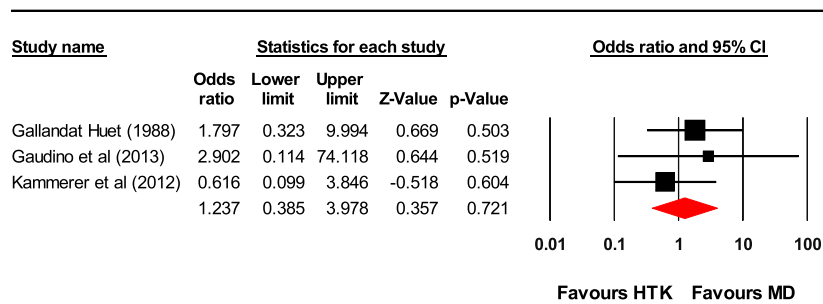 Study name Statistics for each study Odds ratio and 95% CI
Odds Lower Upper
ratio limit limit Z-Value p-Value
Gallandat Huet (1988) 1.797 0.323 9.994 0.669 0.503
Gaudino et al (2013) 2.902 0.114 74.118 0.644 0.519
Kammerer et al (2012) 0.616 0.099 3.846 -0.518 0.604
1.237 0.385 3.978 0.357 0.721
0.01 0.1 1 10 100
Favours HTK Favours MD